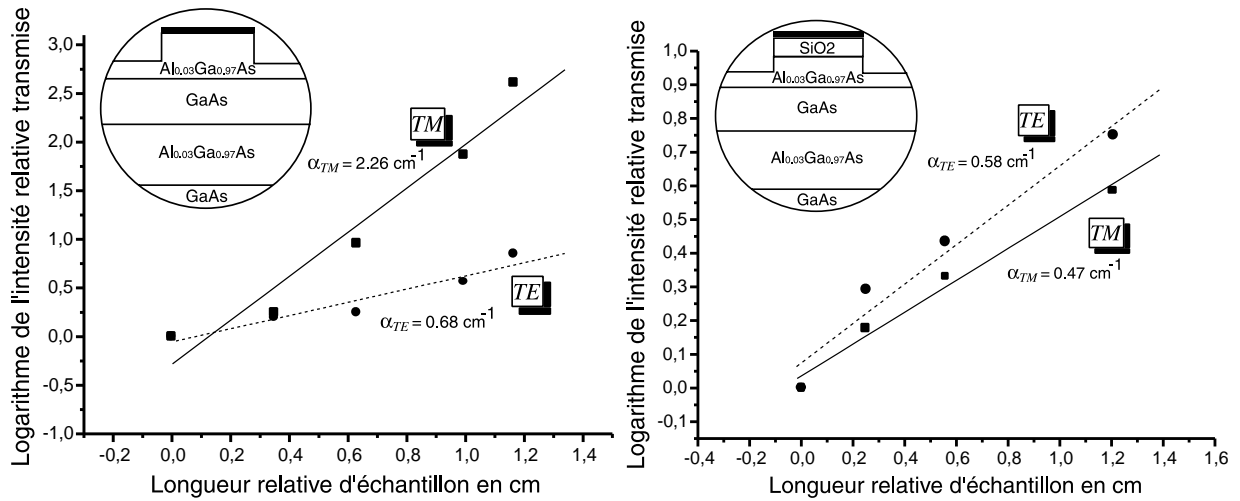 Logarithme de l'intensité relative transmise
3,0
2,5
2,0
1,5
1,0
0,5
0,0
-0,5
-1,0
Al0.03Ga0.97As
GaAs
Al0.03Ga0.97As
GaAs
TM
αTM = 2.26 cm-1
TE
αTE = 0.68 cm-1
-0,2 0,0 0,2 0,4 0,6 0,8 1,0 1,2 1,4
Longueur relative d'échantillon en cm
Logarithme de l'intensité relative transmise
1,0
0,9
0,8
0,7
0,6
0,5
0,4
0,3
0,2
0,1
0,0
-0,1
SiO2
Al0.03Ga0.97As
GaAs
Al0.03Ga0.97As
GaAs
TE
αTE = 0.58 cm-1
TM
αTM = 0.47 cm-1
-0,2 0,0 0,2 0,4 0,6 0,8 1,0 1,2 1,4 1,6
Longueur relative d'échantillon en cm